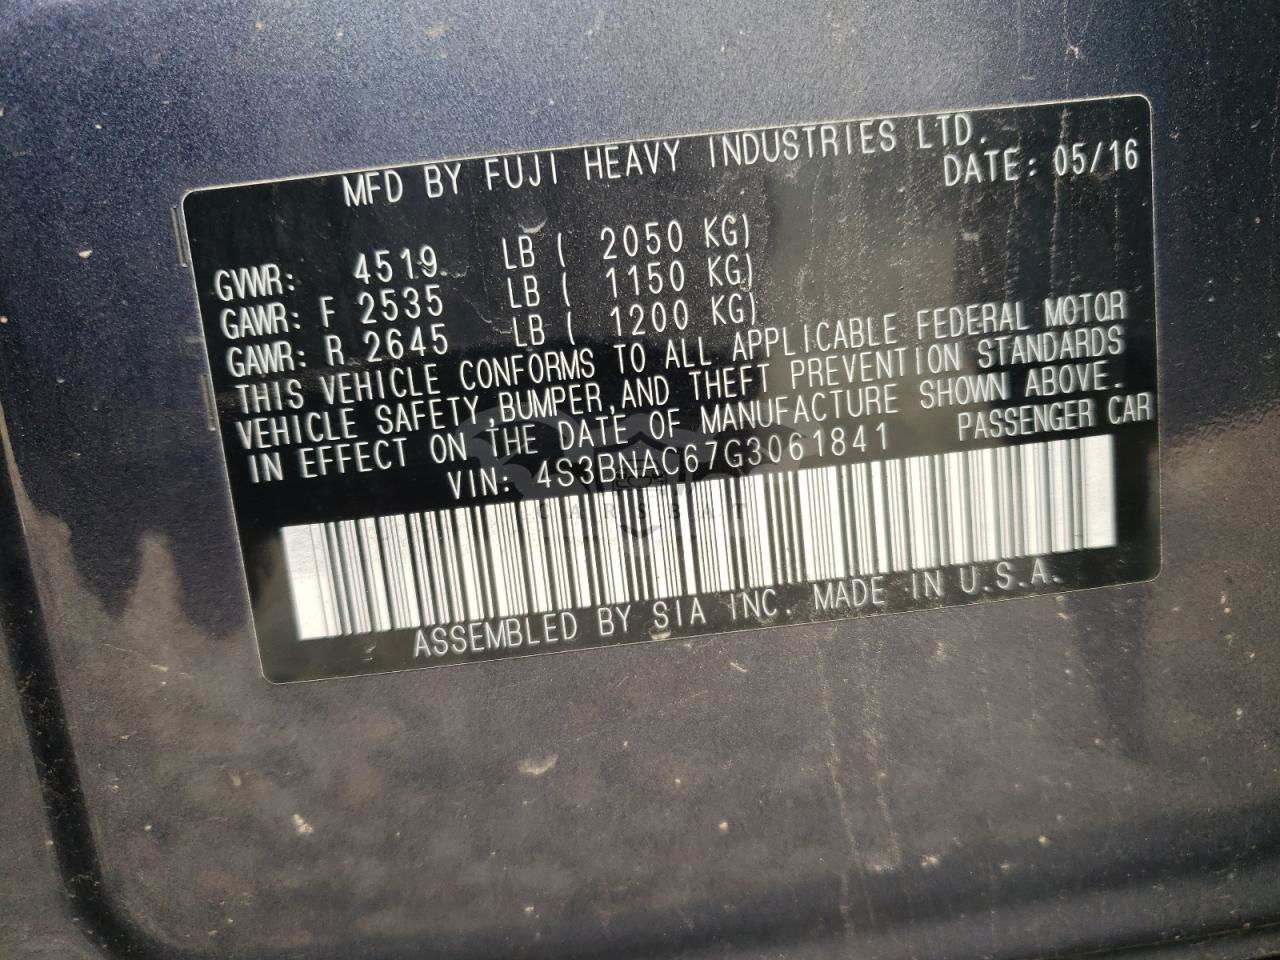 MFD BY FUJI HEAVY INDUSTRIES LTD.
DATE: 05/16
GVWR: 4519 LB ( 2050 KG)
GAWR: F 2535 LB ( 1150 KG)
GAWR: R 2645 LB ( 1200 KG)
THIS VEHICLE CONFORMS TO ALL APPLICABLE FEDERAL MOTOR
VEHICLE SAFETY, BUMPER, AND THEFT PREVENTION STANDARDS
IN EFFECT ON THE DATE OF MANUFACTURE SHOWN ABOVE.
VIN: 4S3BNAC67G3061841 PASSENGER CAR
CARSBAT
ASSEMBLED BY SIA INC. MADE IN U.S.A.